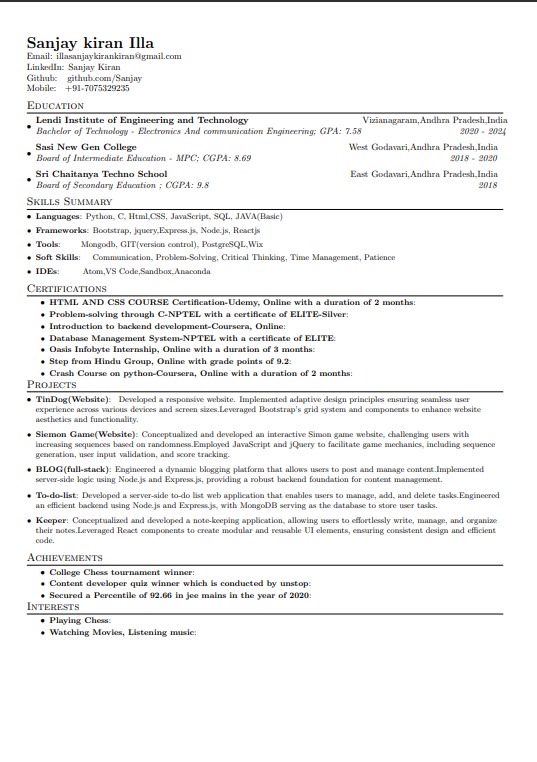 Sanjay kiran Illa
Email: illasanjaykirankiran@gmail.com
LinkedIn: Sanjay Kiran
Github: github.com/Sanjay
Mobile: +91-7075329235
Education
• Lendi Institute of Engineering and Technology Vizianagaram,Andhra Pradesh,India
Bachelor of Technology - Electronics And communication Engineering; GPA: 7.58 2020 - 2024
• Sasi New Gen College West Godavari,Andhra Pradesh,India
Board of Intermediate Education - MPC; CGPA: 8.69 2018 - 2020
• Sri Chaitanya Techno School East Godavari,Andhra Pradesh,India
Board of Secondary Education ; CGPA: 9.8 2018
Skills Summary
• Languages: Python, C, Html,CSS, JavaScript, SQL, JAVA(Basic)
• Frameworks: Bootstrap, jquery,Express.js, Node.js, Reactjs
• Tools: Mongodb, GIT(version control), PostgreSQL,Wix
• Soft Skills: Communication, Problem-Solving, Critical Thinking, Time Management, Patience
• IDEs: Atom,VS Code,Sandbox,Anaconda
Certifications
• HTML AND CSS COURSE Certification-Udemy, Online with a duration of 2 months:
• Problem-solving through C-NPTEL with a certificate of ELITE-Silver:
• Introduction to backend development-Coursera, Online:
• Database Management System-NPTEL with a certificate of ELITE:
• Oasis Infobyte Internship, Online with a duration of 3 months:
• Step from Hindu Group, Online with grade points of 9.2:
• Crash Course on python-Coursera, Online with a duration of 2 months:
Projects
• TinDog(Website): Developed a responsive website. Implemented adaptive design principles ensuring seamless user
experience across various devices and screen sizes.Leveraged Bootstrap's grid system and components to enhance website
aesthetics and functionality.
• Siemon Game(Website): Conceptualized and developed an interactive Simon game website, challenging users with
increasing sequences based on randomness.Employed JavaScript and jQuery to facilitate game mechanics, including sequence
generation, user input validation, and score tracking.
• BLOG(full-stack): Engineered a dynamic blogging platform that allows users to post and manage content.Implemented
server-side logic using Node.js and Express.js, providing a robust backend foundation for content management.
• To-do-list: Developed a server-side to-do list web application that enables users to manage, add, and delete tasks.Engineered
an efficient backend using Node.js and Express.js, with MongoDB serving as the database to store user tasks.
• Keeper: Conceptualized and developed a note-keeping application, allowing users to effortlessly write, manage, and organize
their notes.Leveraged React components to create modular and reusable UI elements, ensuring consistent design and efficient
code.
Achievements
• College Chess tournament winner:
• Content developer quiz winner which is conducted by unstop:
• Secured a Percentile of 92.66 in jee mains in the year of 2020:
Interests
• Playing Chess:
• Watching Movies, Listening music: